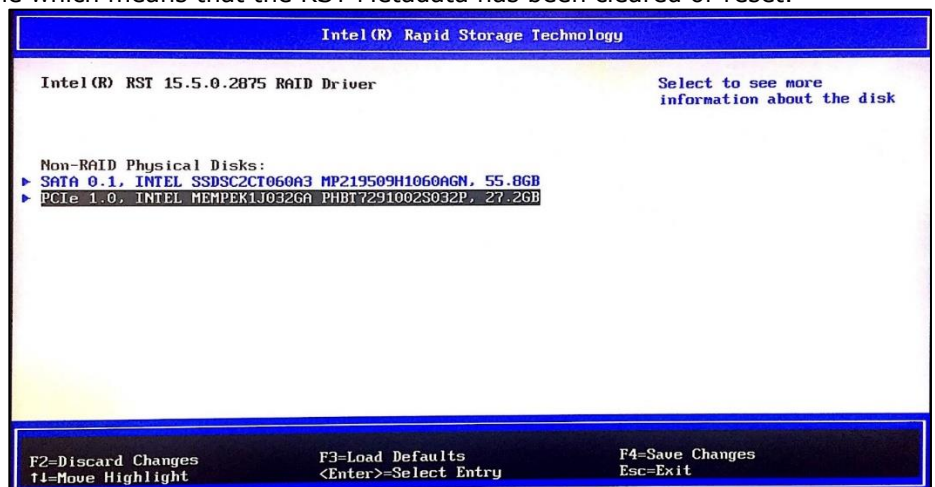 which means that the RST Metadata has been cleared or reset.
Intel(R) Rapid Storage Technology
Intel(R) RST 15.5.0.2875 RAID Driver
Select to see more
information about the disk
Non-RAID Physical Disks:
SATA 0.1, INTEL SSDSC2CT060A3 MP219509H1060AGN, 55.8GB
PCIe 1.0, INTEL MEMPEK1J032GA PHBT7291002S032P, 27.2GB
F2=Discard Changes
F3=Load Defaults
F4=Save Changes
↑↓=Move Highlight
<Enter>=Select Entry
Esc=Exit